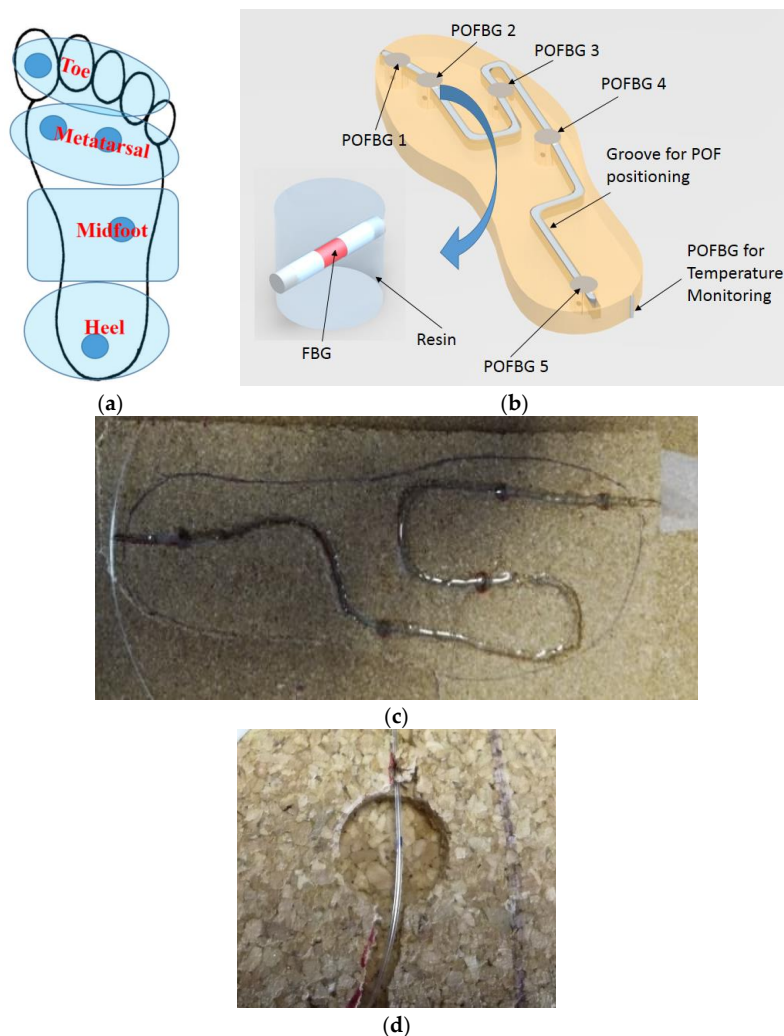 Toe
Metatarsal
Midfoot
Heel
(a)
POFBG 2
POFBG 3
POFBG 4
POFBG 1
Groove for POF
positioning
POFBG for
Temperature
Monitoring
Resin
FBG
POFBG 5
(b)
(c)
(d)